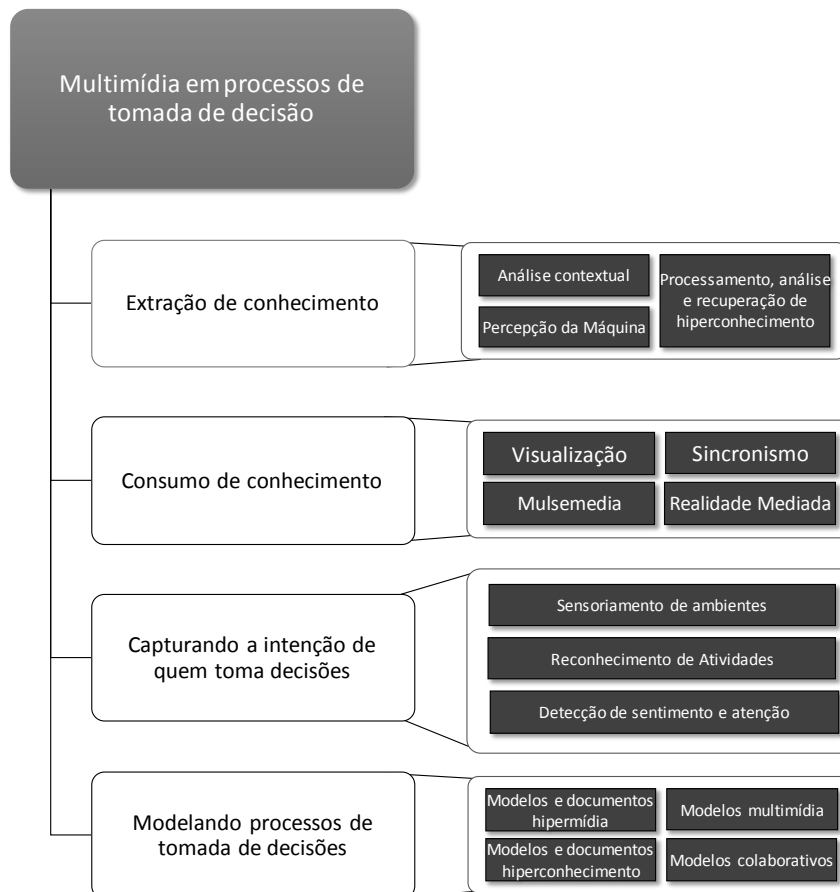 Multimídia em processos de
tomada de decisão
Extração de conhecimento
Análise contextual
Percepção da Máquina
Processamento, análise
e recuperação de
hiperconhecimento
Consumo de conhecimento
Visualização
Sincronismo
Mulsemedia
Realidade Mediada
Capturando a intenção de
quem toma decisões
Sensoriamento de ambientes
Reconhecimento de Atividades
Detecção de sentimento e atenção
Modelando processos de
tomada de decisões
Modelos e documentos
hipermídia
Modelos multimídia
Modelos e documentos
hiperconhecimento
Modelos colaborativos